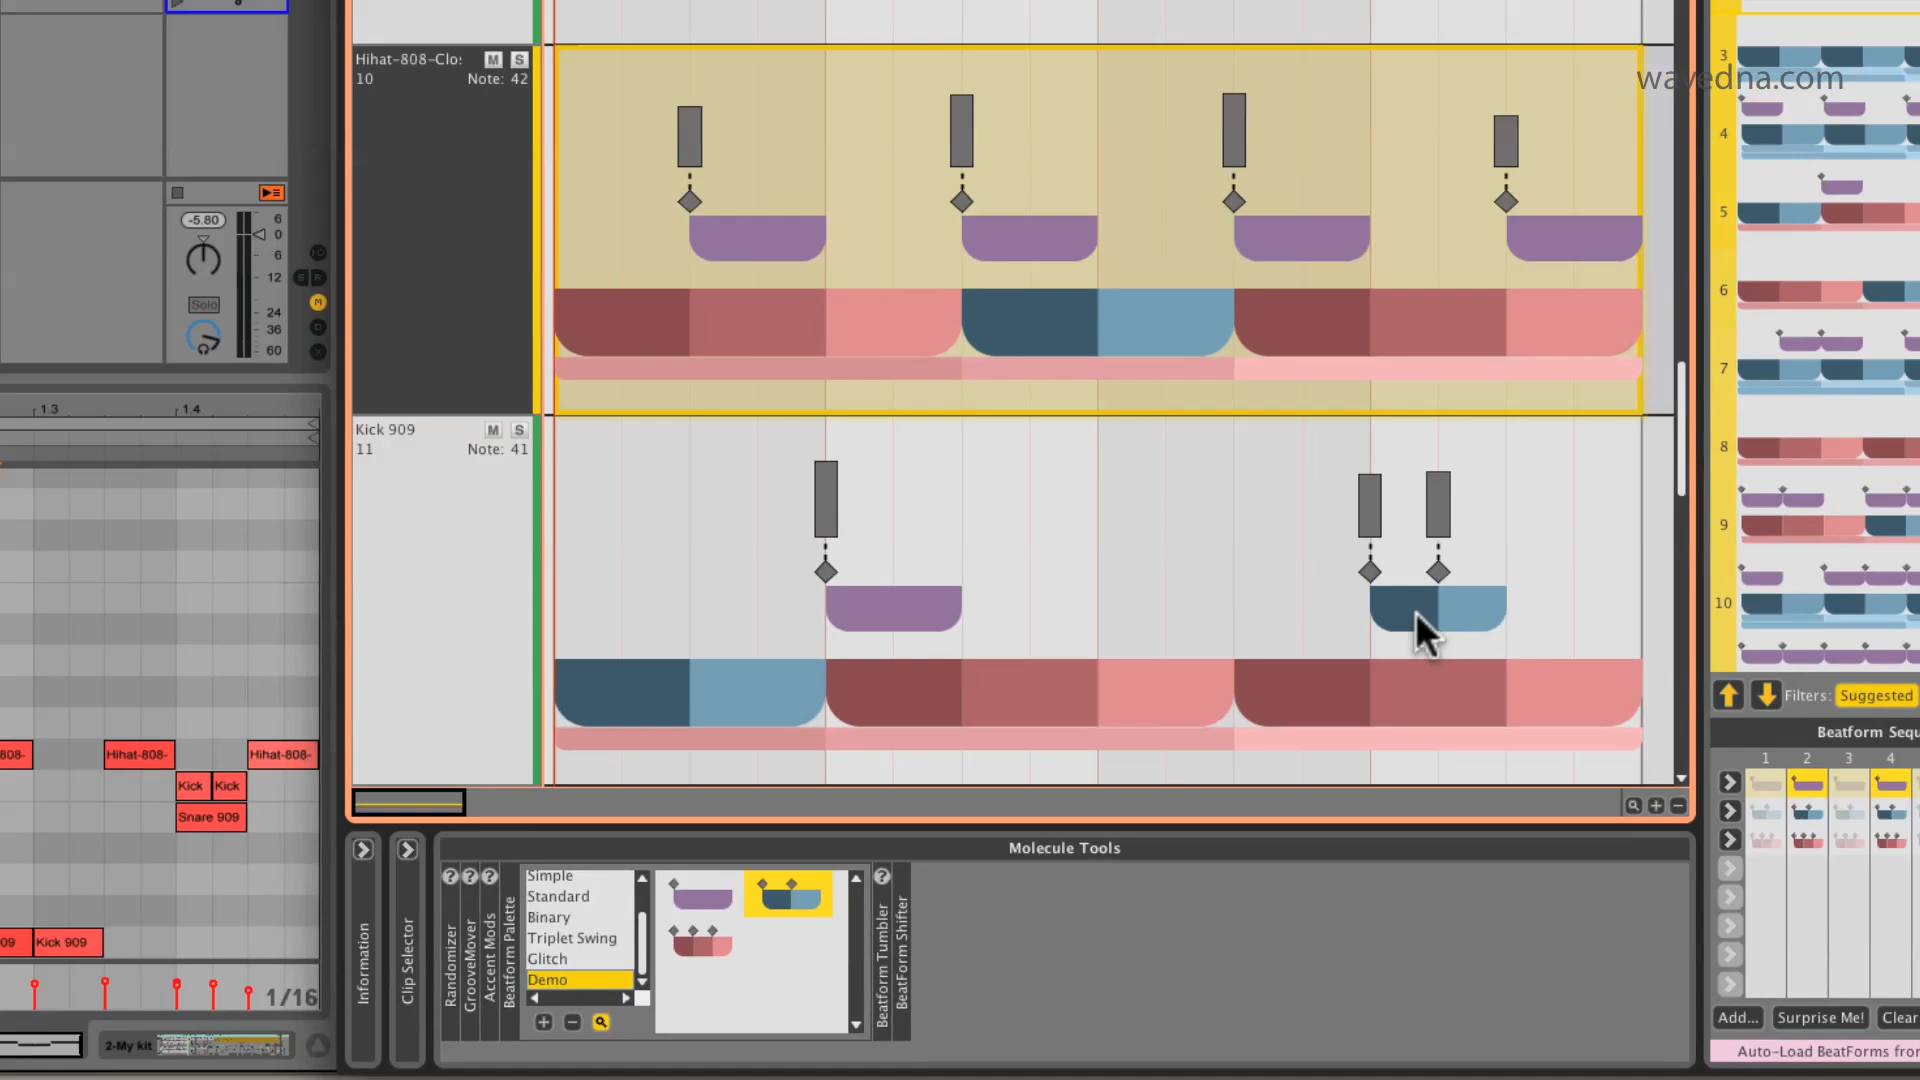 Hihat-808-Clo: M S
10 Note: 42
3
wavedna.com
4
5
6
7
8
9
10
-5.80
6
0
6
12
24
36
60
Solo
S R
M
D
1.3 1.4
Kick 909 M S
11 Note: 41
808- Hihat-808- Hihat-808-
Kick Kick
Snare 909
09 Kick 909
1/16
2-My kit
Filters: Suggested
Beatform Sequ
1 2 3 4
Molecule Tools
Information
Clip Selector
Randomizer
GrooveMover
Accent Mods
Beatform Palette
Simple
Standard
Binary
Triplet Swing
Glitch
Demo
Beatform Tumbler
BeatForm Shifter
Add... Surprise Me! Clear
Auto-Load BeatForms fro